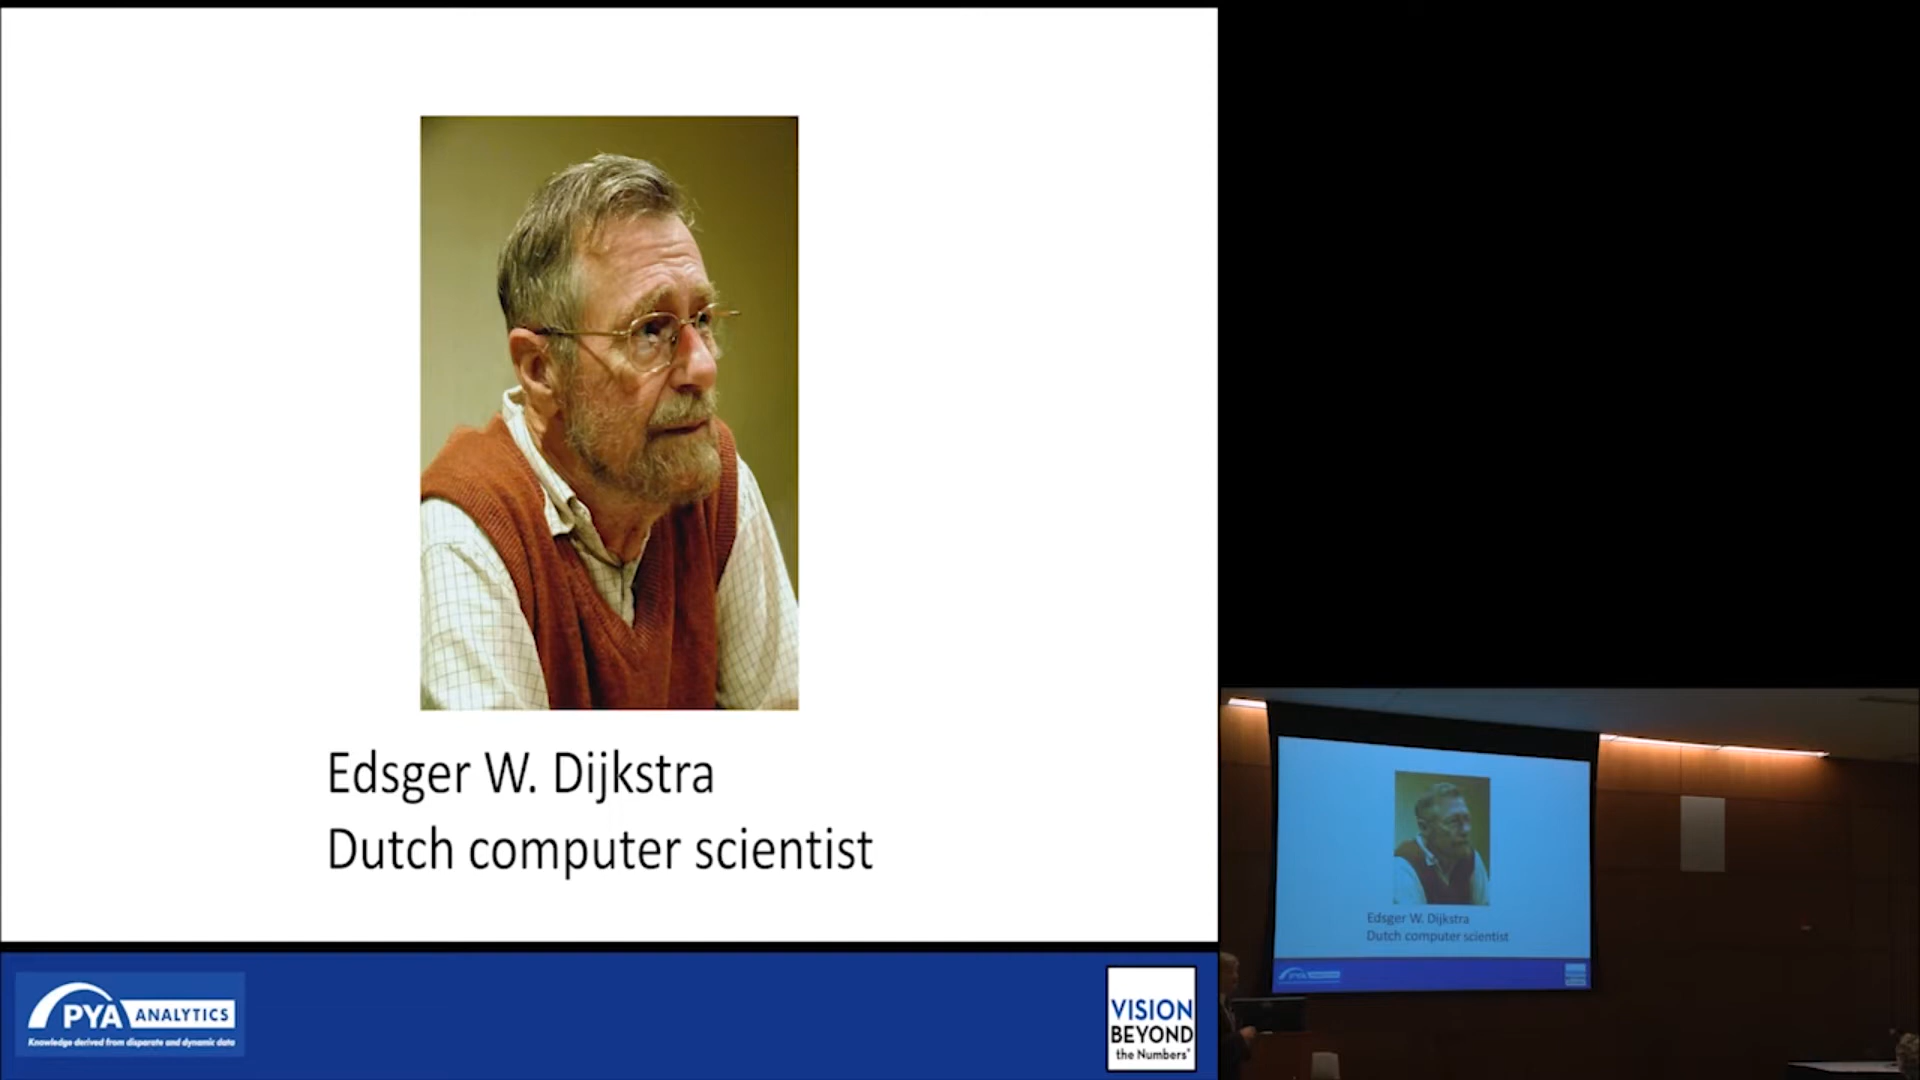 Edsger W. Dijkstra
Dutch computer scientist
PYA ANALYTICS
Knowledge derived from disparate and dynamic data
VISION
BEYOND
the Numbers®
Edsger W. Dijkstra
Dutch computer scientist